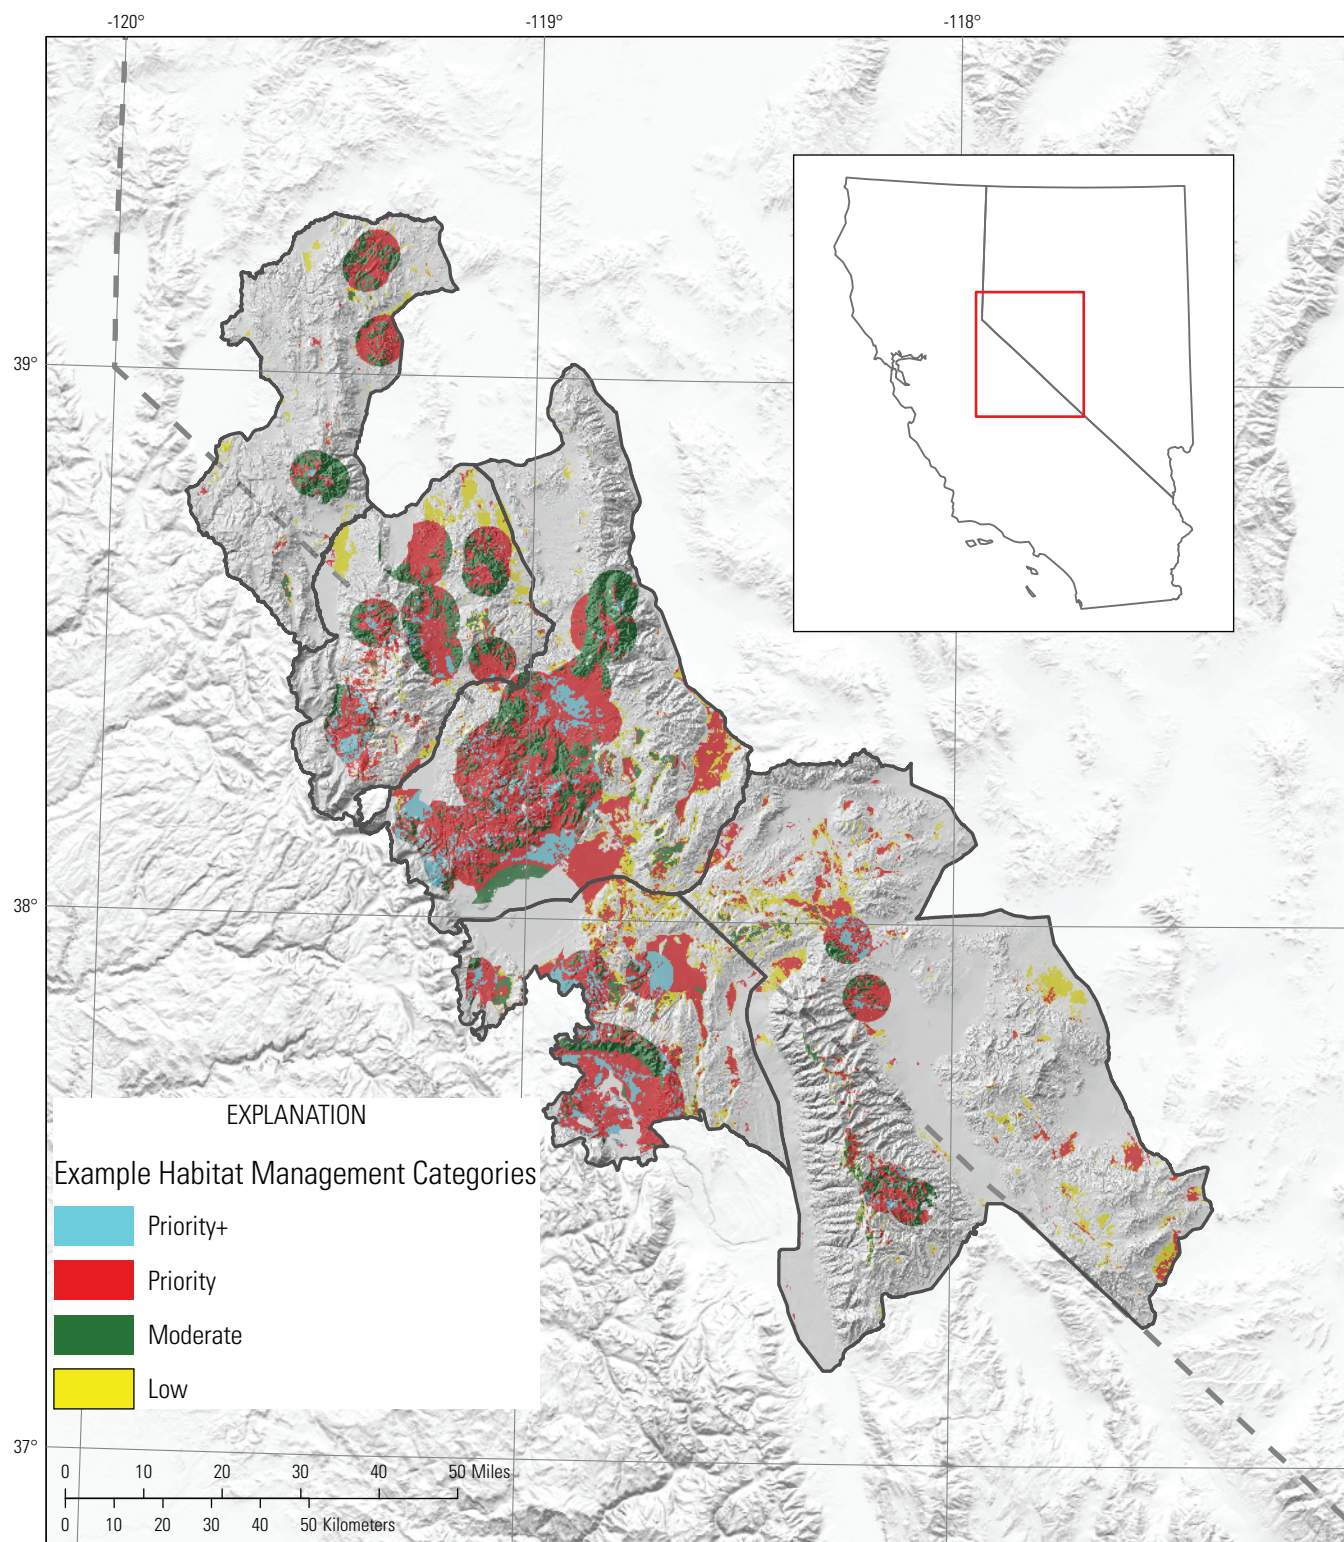 -120°
-119°
-118°
39°
38°
37°
EXPLANATION
Example Habitat Management Categories
Priority+
Priority
Moderate
Low
0 10 20 30 40 50 Miles
0 10 20 30 40 50 Kilometers